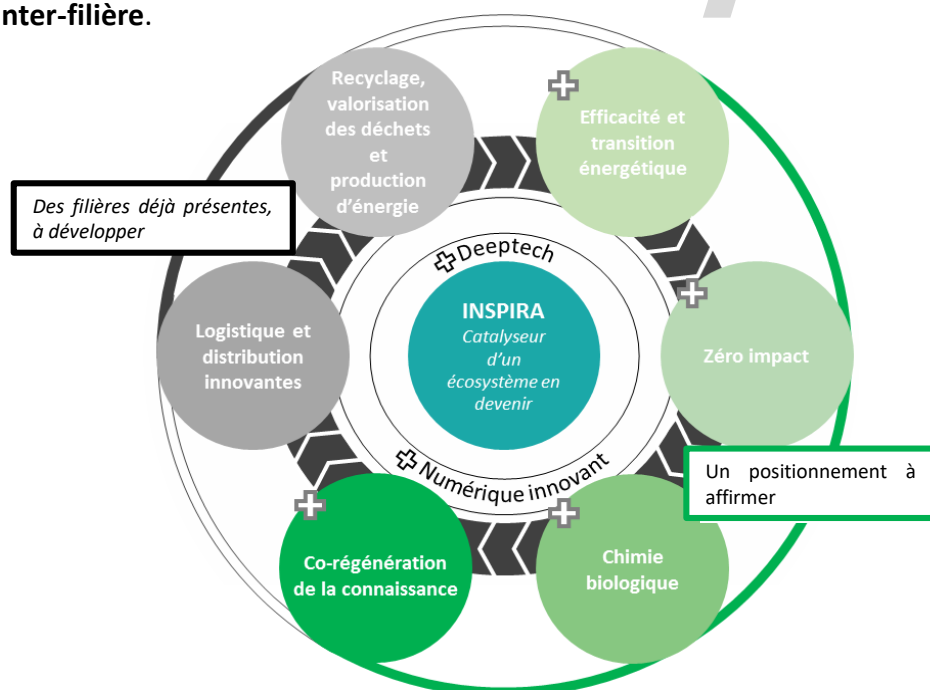 nter-filière.
Recyclage,
valorisation
des déchets
et
production
d'énergie
Efficacité et
transition
énergétique
Des filières déjà présentes,
à développer
Deeptech
INSPIRA
Catalyseur
d'un
écosystème en
devenir
Logistique et
distribution
innovantes
Zéro impact
Numérique innovant
Un positionnement à
affirmer
Co-régénération
de la connaissance
Chimie
biologique